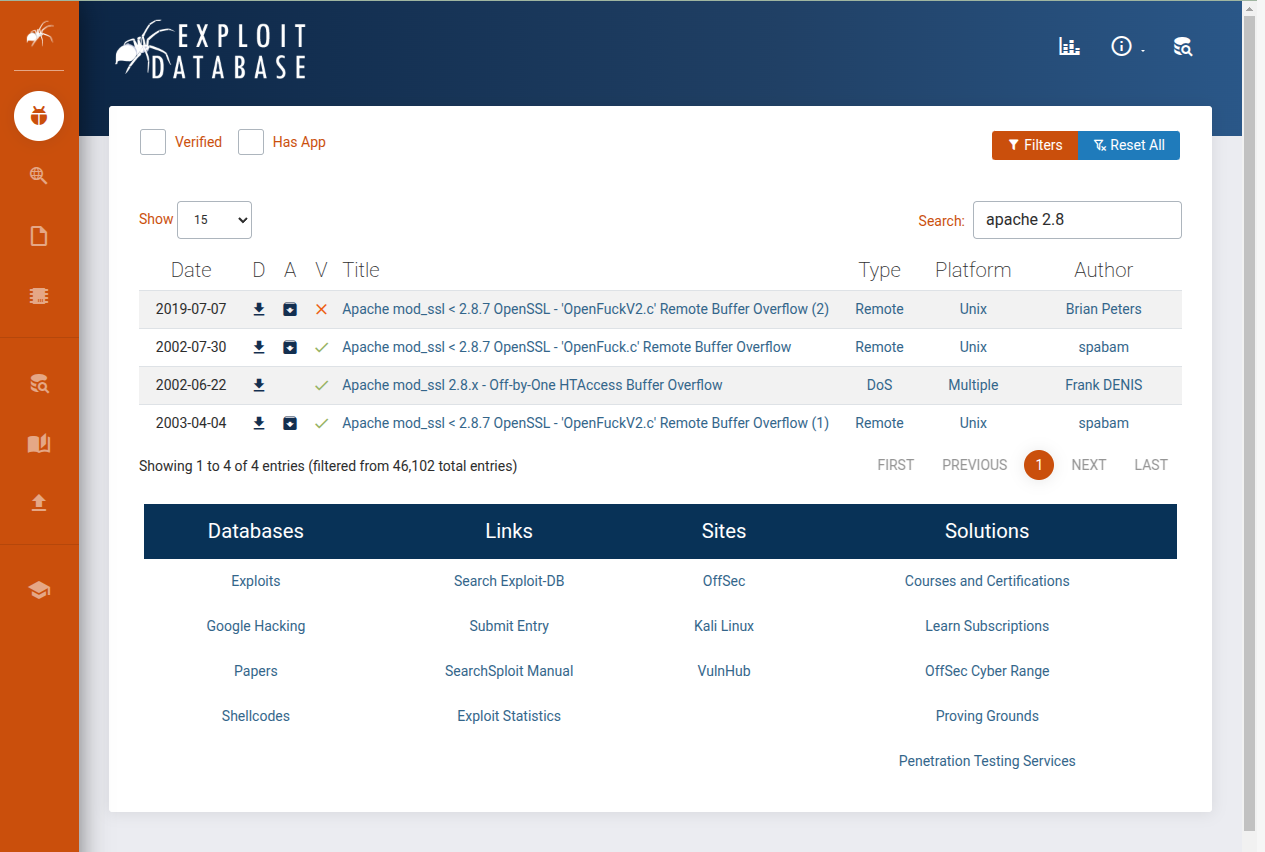 EXPLOIT
DATABASE
Verified Has App
Filters Reset All
Show 15 Search: apache 2.8
Date D A V Title Type Platform Author
2019-07-07 Apache mod_ssl < 2.8.7 OpenSSL - 'OpenFuckV2.c' Remote Buffer Overflow (2) Remote Unix Brian Peters
2002-07-30 Apache mod_ssl < 2.8.7 OpenSSL - 'OpenFuck.c' Remote Buffer Overflow Remote Unix spabam
2002-06-22 Apache mod_ssl 2.8.x - Off-by-One HTAccess Buffer Overflow DoS Multiple Frank DENIS
2003-04-04 Apache mod_ssl < 2.8.7 OpenSSL - 'OpenFuckV2.c' Remote Buffer Overflow (1) Remote Unix spabam
Showing 1 to 4 of 4 entries (filtered from 46,102 total entries) FIRST PREVIOUS 1 NEXT LAST
Databases Links Sites Solutions
Exploits Search Exploit-DB OffSec Courses and Certifications
Google Hacking Submit Entry Kali Linux Learn Subscriptions
Papers SearchSploit Manual VulnHub OffSec Cyber Range
Shellcodes Exploit Statistics Proving Grounds
Penetration Testing Services